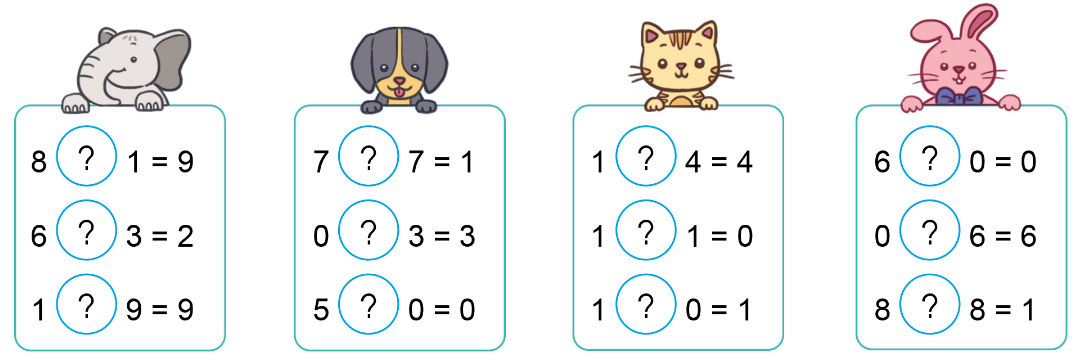 8 ? 1 = 9
6 ? 3 = 2
1 ? 9 = 9
7 ? 7 = 1
0 ? 3 = 3
5 ? 0 = 0
1 ? 4 = 4
1 ? 1 = 0
1 ? 0 = 1
6 ? 0 = 0
0 ? 6 = 6
8 ? 8 = 1